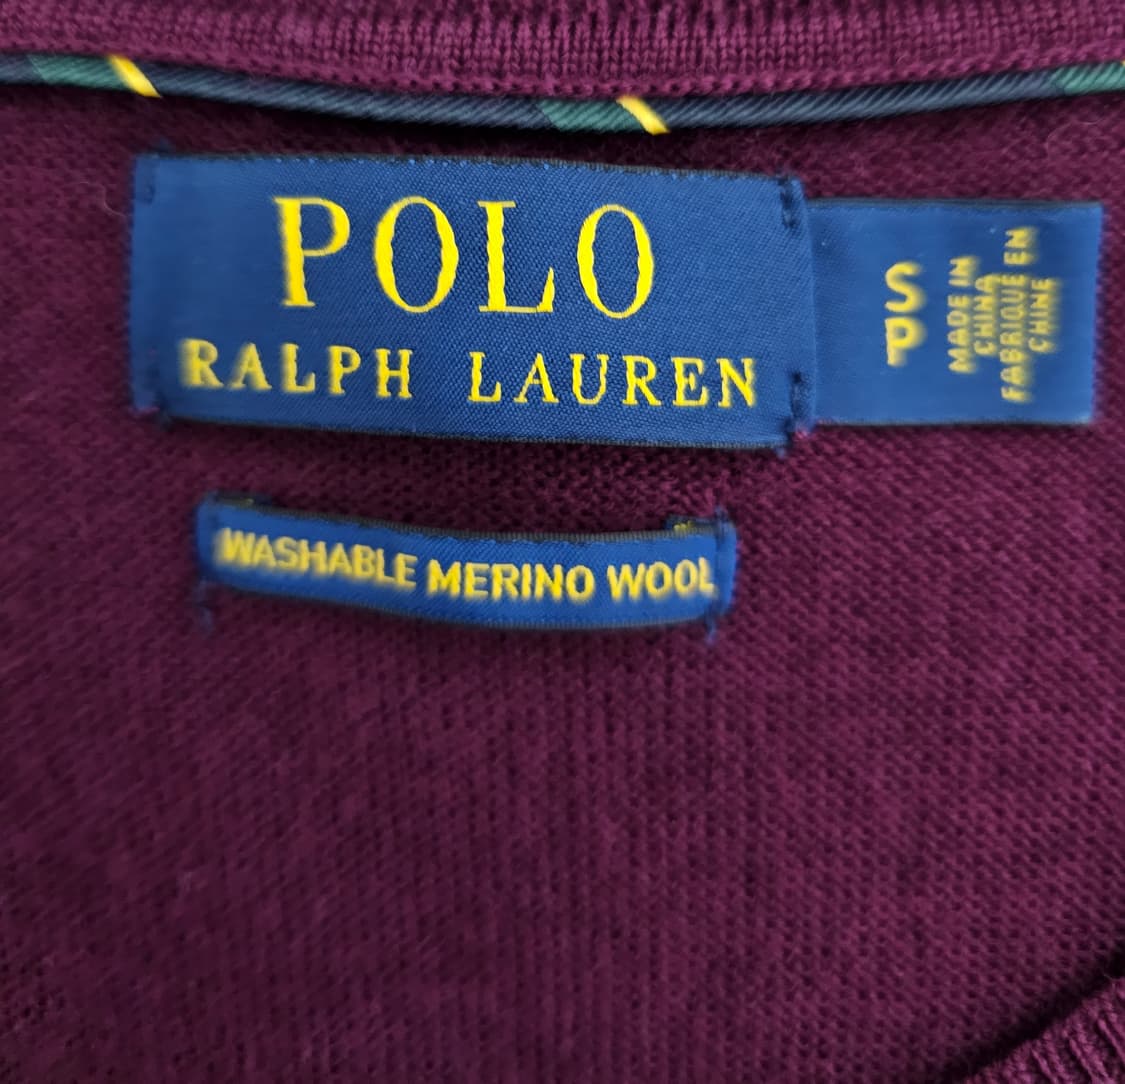 POLO
RALPH LAUREN
S
P
MADE IN
CHINA
FABRIQUÉ EN
CHINE
WASHABLE MERINO WOOL